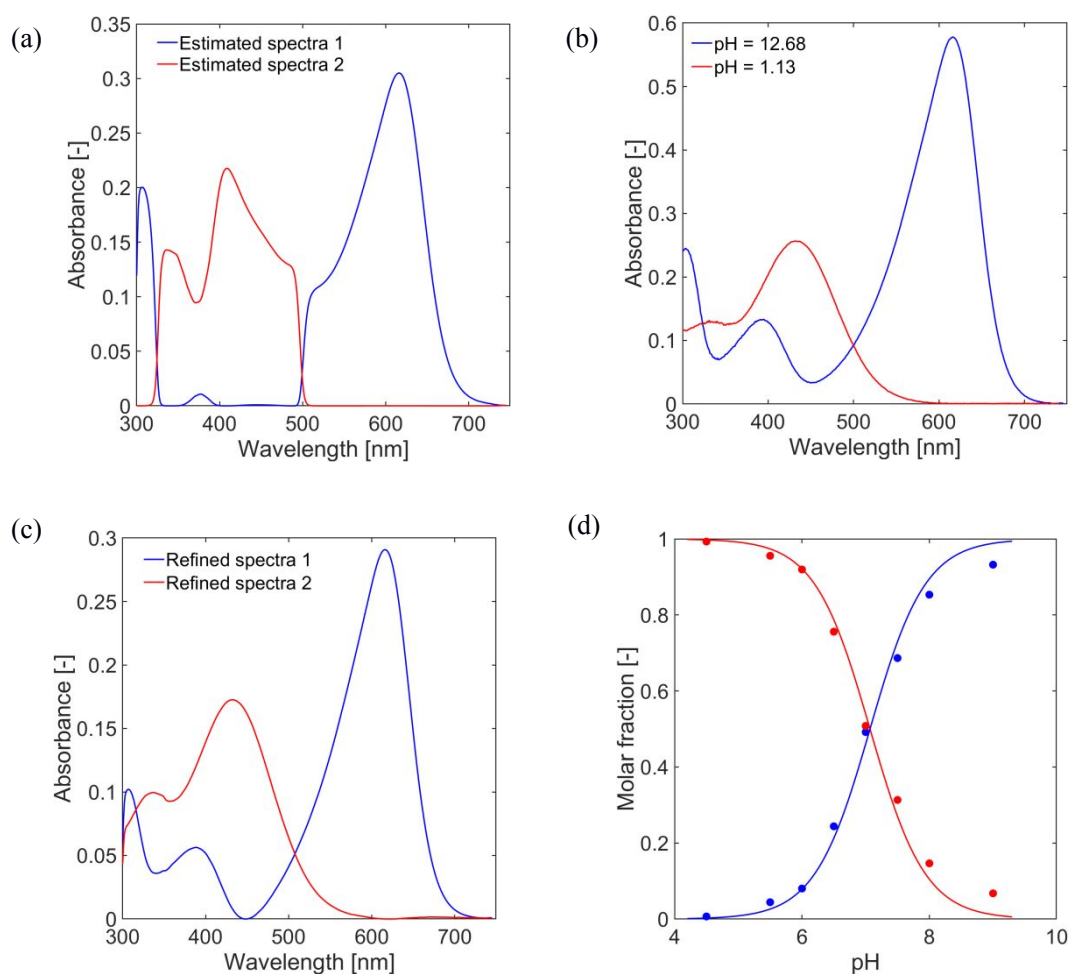 (a)
0.35
0.3
0.25
0.2
0.15
0.1
0.05
0
Absorbance [-]
Estimated spectra 1
Estimated spectra 2
300 400 500 600 700
Wavelength [nm]
(b)
0.6
0.5
0.4
0.3
0.2
0.1
0
Absorbance [-]
pH = 12.68
pH = 1.13
300 400 500 600 700
Wavelength [nm]
(c)
0.3
0.25
0.2
0.15
0.1
0.05
0
Absorbance [-]
Refined spectra 1
Refined spectra 2
300 400 500 600 700
Wavelength [nm]
(d)
1
0.8
0.6
0.4
0.2
0
Molar fraction [-]
4 6 8 10
pH